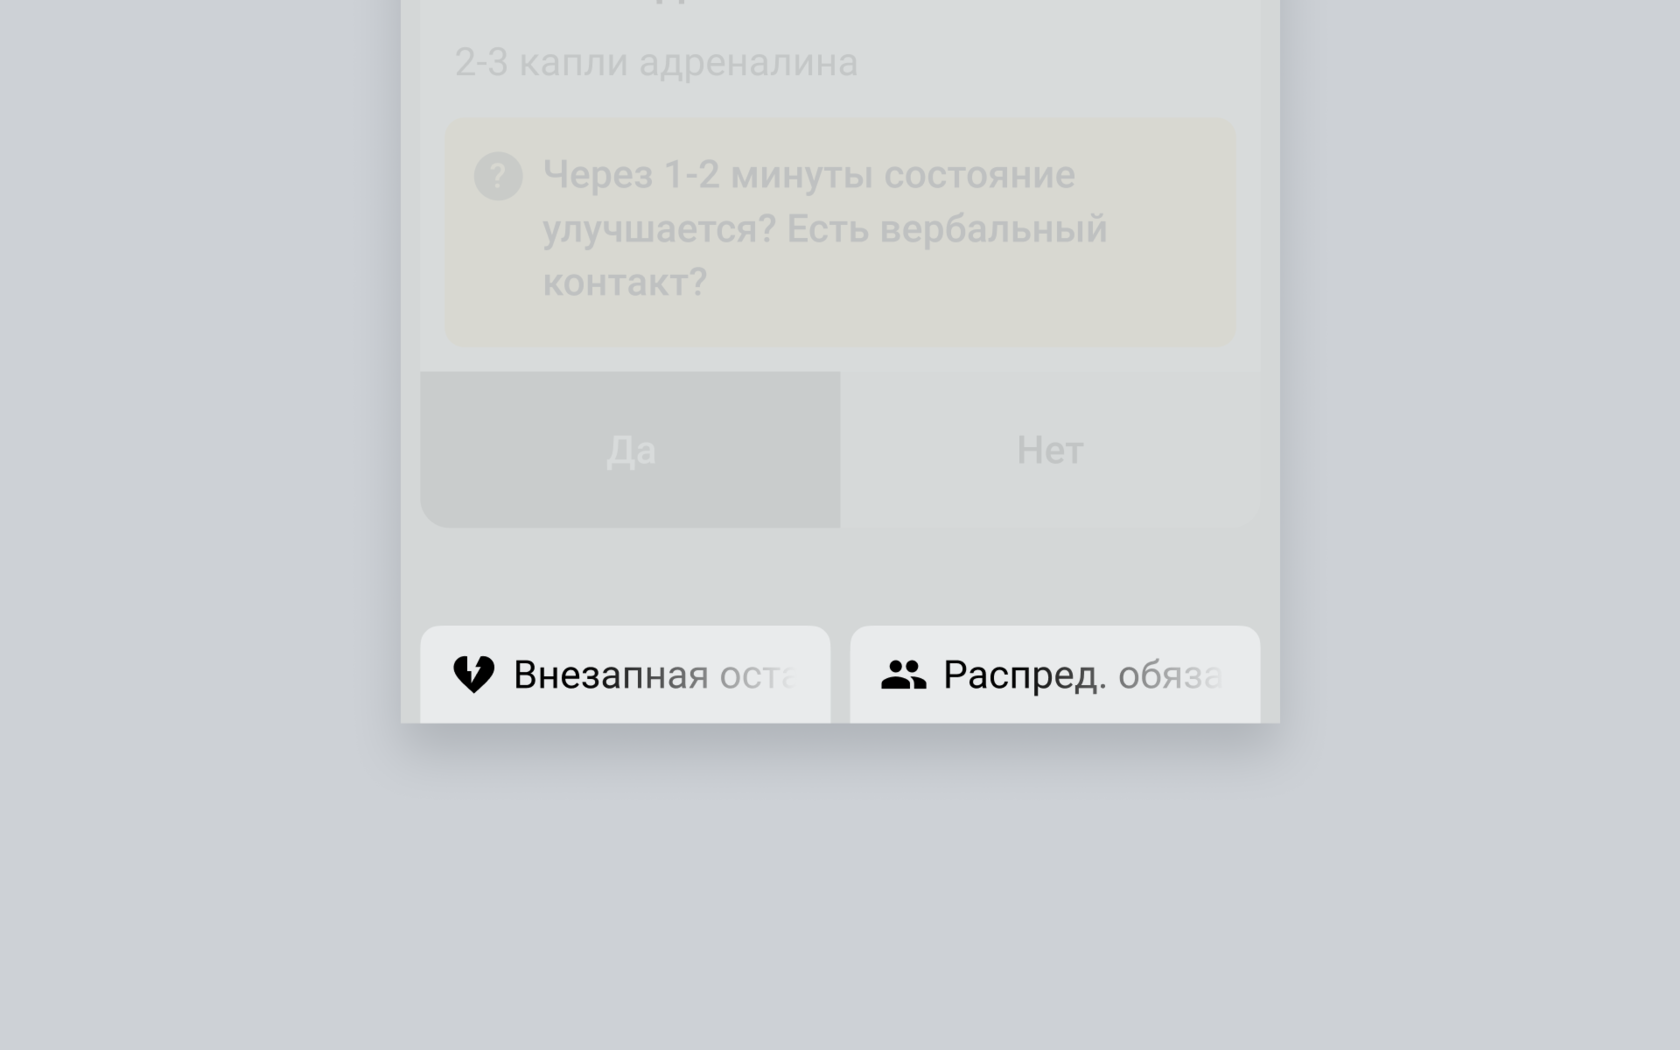 2-3 капли адреналина
?
Через 1-2 минуты состояние
улучшается? Есть вербальный
контакт?
Да
Нет
Внезапная оста
Распред. обяза